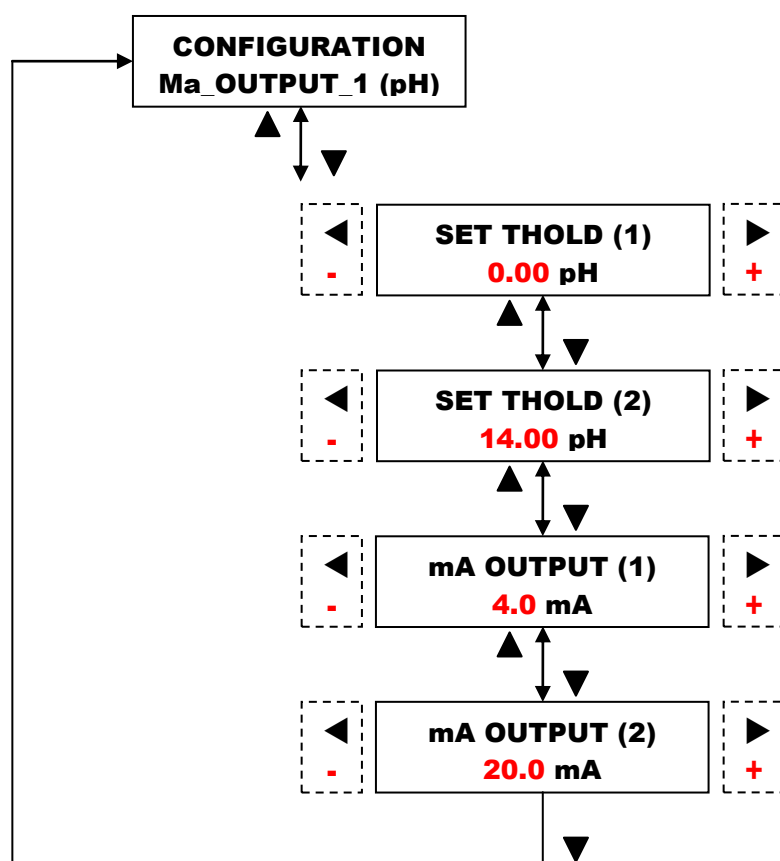 CONFIGURATION
Ma_OUTPUT_1 (pH)
SET THOLD (1)
- 0.00 pH +
SET THOLD (2)
- 14.00 pH +
mA OUTPUT (1)
- 4.0 mA +
mA OUTPUT (2)
- 20.0 mA +